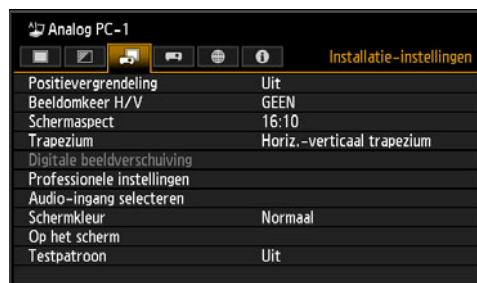 Analog PC-1
Installatie-instellingen
Positievergrendeling Uit
Beeldomkeer H/V GEEN
Schermaspect 16:10
Trapezium Horiz.-verticaal trapezium
Digitale beeldverschuiving
Professionele instellingen
Audio-ingang selecteren
Schermkleur Normaal
Op het scherm
Testpatroon Uit